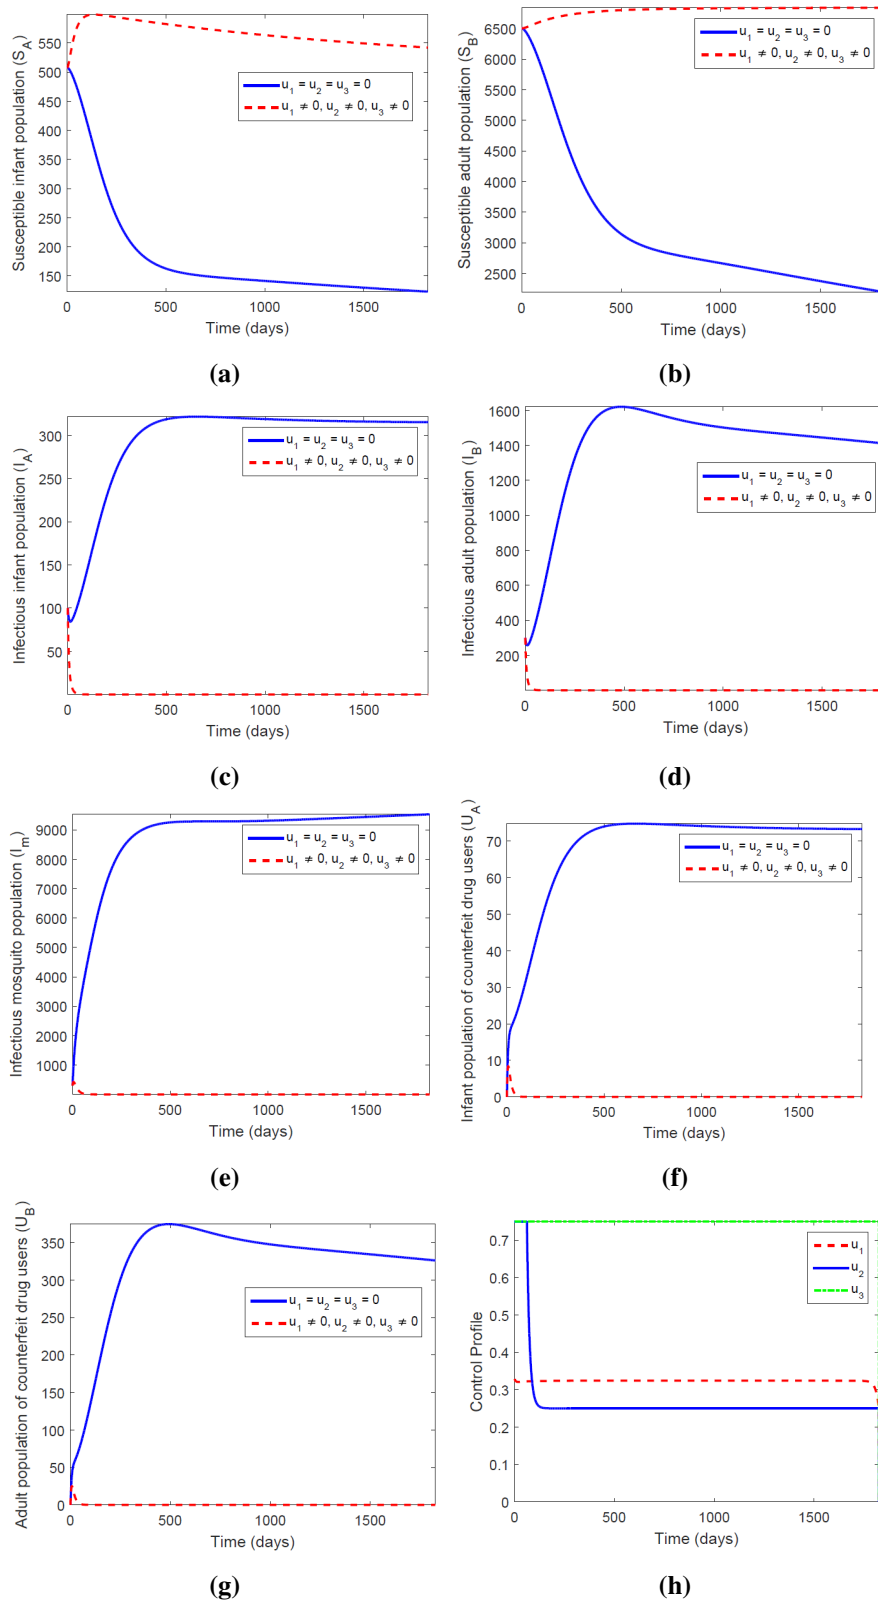 Susceptible infant population (S_A)
550
500
450
400
350
300
250
200
150
0 500 1000 1500
Time (days)
u_1 = u_2 = u_3 = 0
u_1 ≠ 0, u_2 ≠ 0, u_3 ≠ 0
(a)
Susceptible adult population (S_B)
6500
6000
5500
5000
4500
4000
3500
3000
2500
0 500 1000 1500
Time (days)
u_1 = u_2 = u_3 = 0
u_1 ≠ 0, u_2 ≠ 0, u_3 ≠ 0
(b)
Infectious infant population (I_A)
300
250
200
150
100
50
0 500 1000 1500
Time (days)
u_1 = u_2 = u_3 = 0
u_1 ≠ 0, u_2 ≠ 0, u_3 ≠ 0
(c)
Infectious adult population (I_B)
1600
1400
1200
1000
800
600
400
200
0 500 1000 1500
Time (days)
u_1 = u_2 = u_3 = 0
u_1 ≠ 0, u_2 ≠ 0, u_3 ≠ 0
(d)
Infectious mosquito population (I_m)
9000
8000
7000
6000
5000
4000
3000
2000
1000
0 500 1000 1500
Time (days)
u_1 = u_2 = u_3 = 0
u_1 ≠ 0, u_2 ≠ 0, u_3 ≠ 0
(e)
Infant population of counterfeit drug users (U_A)
70
60
50
40
30
20
10
0
0 500 1000 1500
Time (days)
u_1 = u_2 = u_3 = 0
u_1 ≠ 0, u_2 ≠ 0, u_3 ≠ 0
(f)
Adult population of counterfeit drug users (U_B)
350
300
250
200
150
100
50
0
0 500 1000 1500
Time (days)
u_1 = u_2 = u_3 = 0
u_1 ≠ 0, u_2 ≠ 0, u_3 ≠ 0
(g)
Control Profile
0.7
0.6
0.5
0.4
0.3
0.2
0.1
0
0 500 1000 1500
Time (days)
u_1
u_2
u_3
(h)